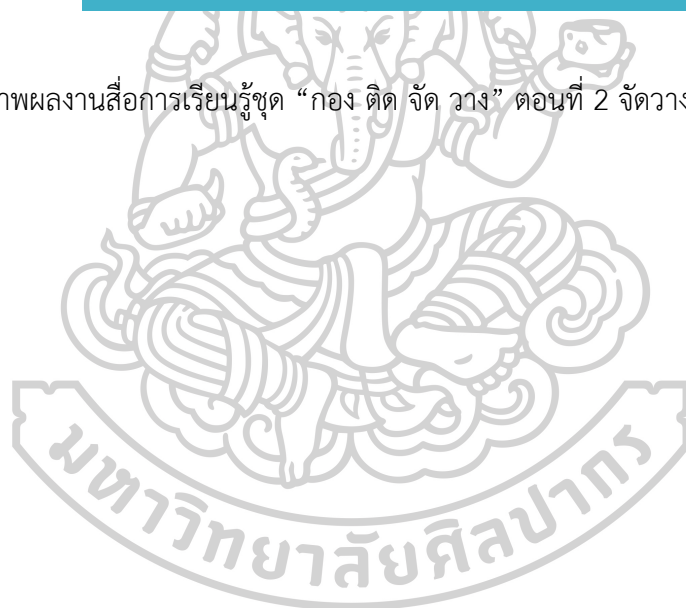 าพผลงานสื่อการเรียนรู้ชุด “กอง ติด จัด วาง” ตอนที่ 2 จัดวาง
มหาวิทยาลัยศิลปากร